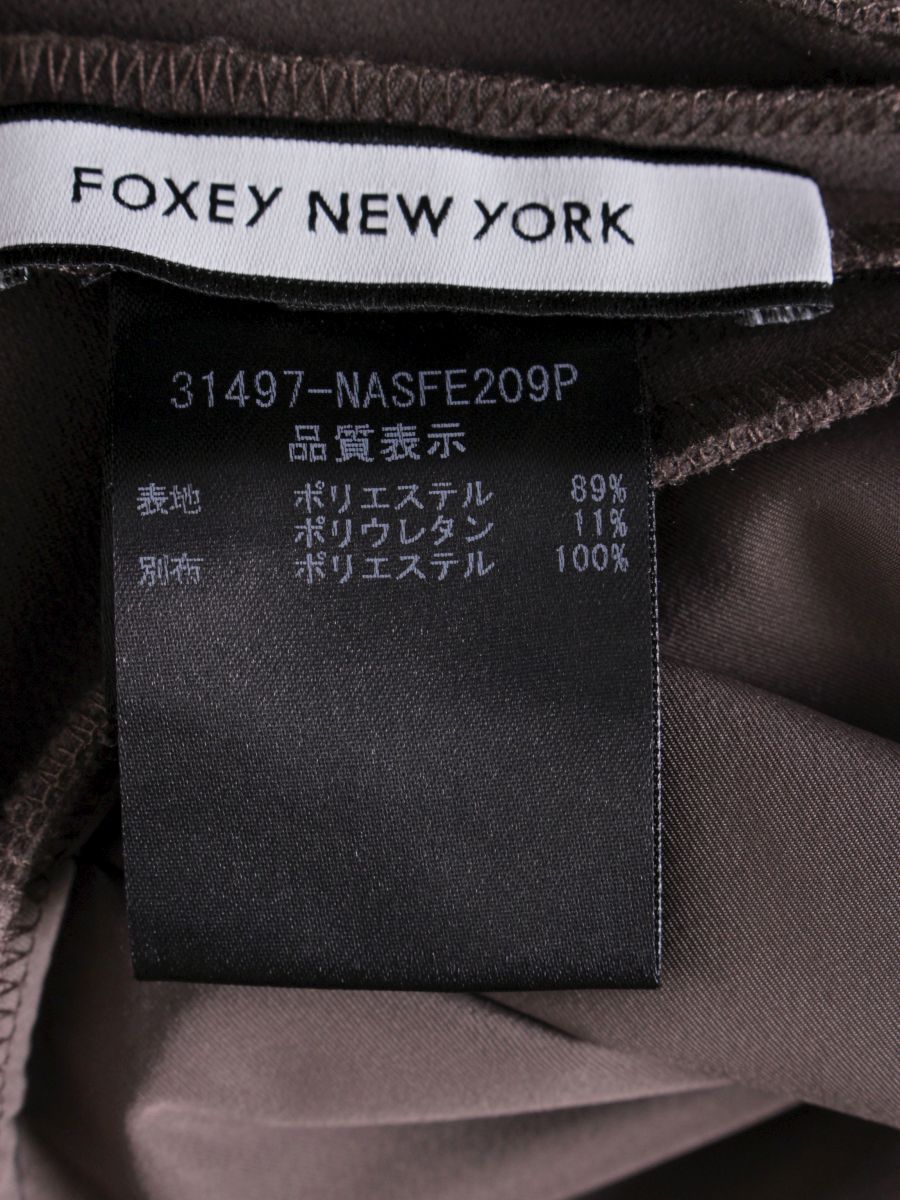 FOXEY NEW YORK
31497-NASFE209P
品質表示
表地 ポリエステル 89%
ポリウレタン 11%
別布 ポリエステル 100%